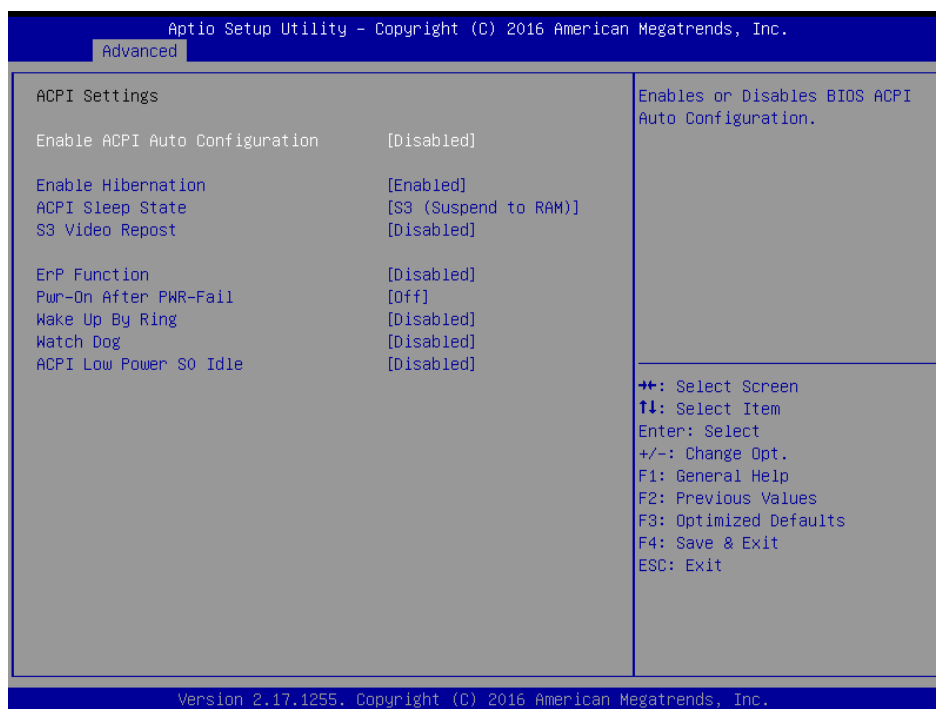 Aptio Setup Utility – Copyright (C) 2016 American Megatrends, Inc.
Advanced
ACPI Settings
Enable ACPI Auto Configuration [Disabled]
Enable Hibernation [Enabled]
ACPI Sleep State [S3 (Suspend to RAM)]
S3 Video Repost [Disabled]
ErP Function [Disabled]
Pwr-On After PWR-Fail [Off]
Wake Up By Ring [Disabled]
Watch Dog [Disabled]
ACPI Low Power S0 Idle [Disabled]
Enables or Disables BIOS ACPI
Auto Configuration.
→←: Select Screen
↑↓: Select Item
Enter: Select
+/-: Change Opt.
F1: General Help
F2: Previous Values
F3: Optimized Defaults
F4: Save & Exit
ESC: Exit
Version 2.17.1255. Copyright (C) 2016 American Megatrends, Inc.